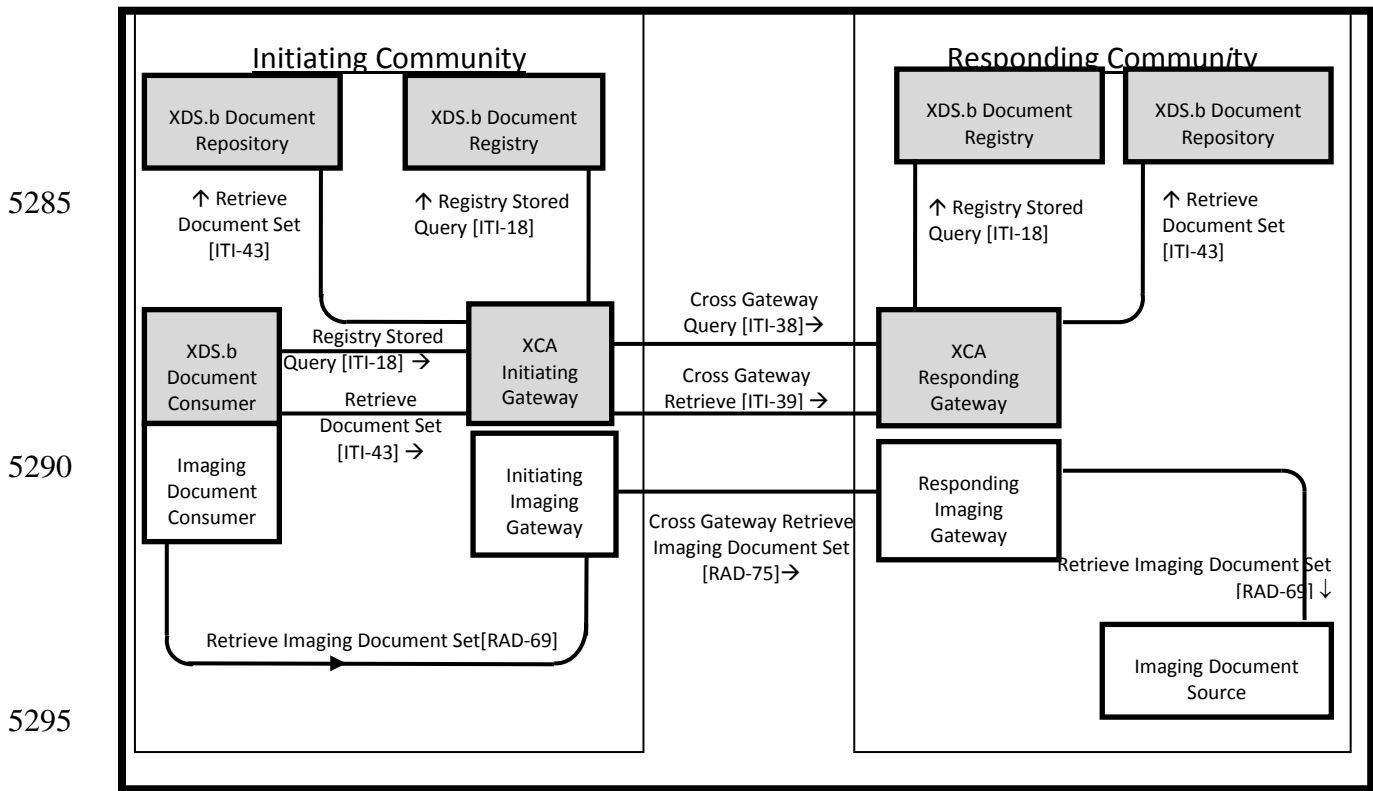 Initiating Community
Responding Community
XDS.b Document
Repository
XDS.b Document
Registry
XDS.b Document
Registry
XDS.b Document
Repository
5285
↑ Retrieve
Document Set
[ITI-43]
↑ Registry Stored
Query [ITI-18]
↑ Registry Stored
Query [ITI-18]
↑ Retrieve
Document Set
[ITI-43]
Cross Gateway
Query [ITI-38]→
XDS.b
Document
Consumer
Registry Stored
Query [ITI-18] →
XCA
Initiating
Gateway
XCA
Responding
Gateway
Cross Gateway
Retrieve [ITI-39] →
Retrieve
Document Set
[ITI-43] →
5290
Imaging
Document
Consumer
Initiating
Imaging
Gateway
Responding
Imaging
Gateway
Cross Gateway Retrieve
Imaging Document Set
[RAD-75]→
Retrieve Imaging Document Set
[RAD-69] ↓
Retrieve Imaging Document Set[RAD-69]
Imaging Document
Source
5295